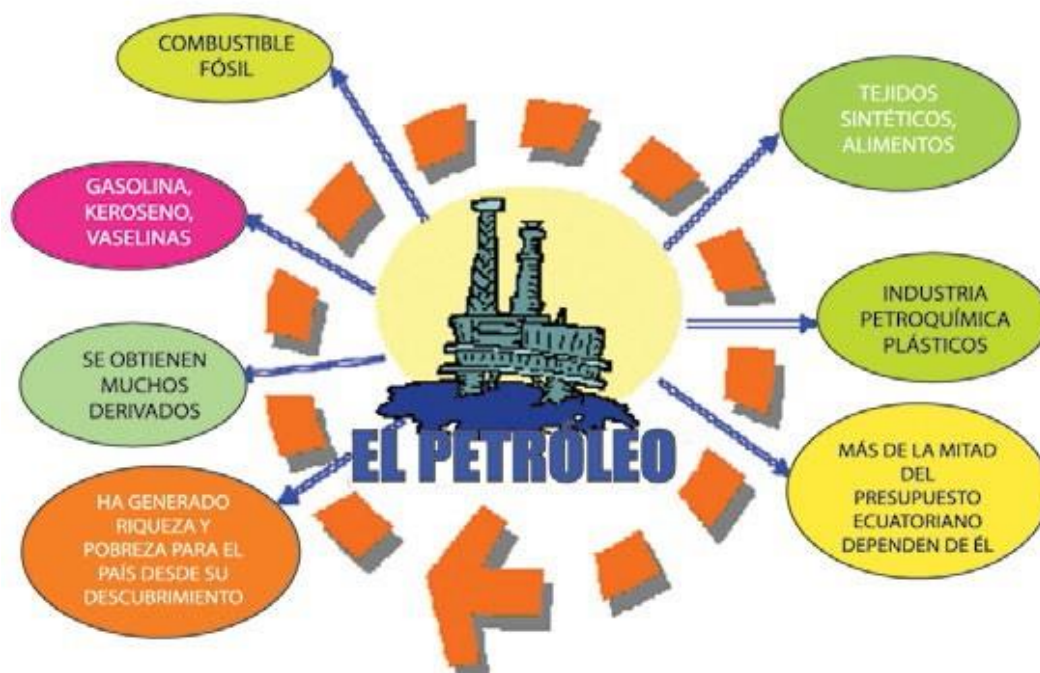 COMBUSTIBLE
FÓSIL
TEJIDOS
SINTÉTICOS,
ALIMENTOS
GASOLINA,
KEROSENO,
VASELINAS
INDUSTRIA
PETROQUÍMICA
PLÁSTICOS
SE OBTIENEN
MUCHOS
DERIVADOS
EL PETRÓLEO
MÁS DE LA MITAD
DEL
PRESUPUESTO
ECUATORIANO
DEPENDEN DE ÉL
HA GENERADO
RIQUEZA Y
POBREZA PARA EL
PAÍS DESDE SU
DESCUBRIMIENTO